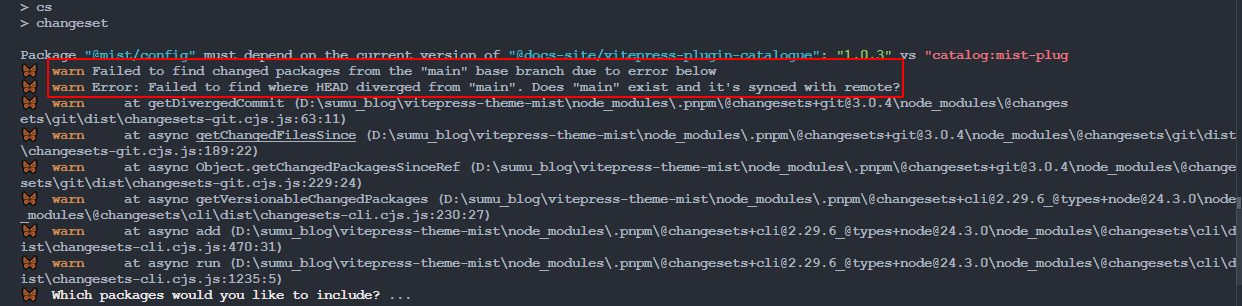 > cs
> changeset
Package "@mist/config" must depend on the current version of "@docs-site/vitepress-plugin-catalogue": "1.0.3" vs "catalog:mist-plug
warn Failed to find changed packages from the "main" base branch due to error below
warn Error: Failed to find where HEAD diverged from "main". Does "main" exist and it's synced with remote?
warn     at getDivergedCommit (D:\sumu_blog\vitepress-theme-mist\node_modules\.pnpm\@changesets+git@3.0.4\node_modules\@changes
ets\git\dist\changesets-git.cjs.js:63:11)
warn     at async getChangedFilesSince (D:\sumu_blog\vitepress-theme-mist\node_modules\.pnpm\@changesets+git@3.0.4\node_modules\@changesets\git\dist
\changesets-git.cjs.js:189:22)
warn     at async Object.getChangedPackagesSinceRef (D:\sumu_blog\vitepress-theme-mist\node_modules\.pnpm\@changesets+git@3.0.4\node_modules\@change
sets\git\dist\changesets-git.cjs.js:229:24)
warn     at async getVersionableChangedPackages (D:\sumu_blog\vitepress-theme-mist\node_modules\.pnpm\@changesets+cli@2.29.6_@types+node@24.3.0\node
_modules\@changesets\cli\dist\changesets-cli.cjs.js:230:27)
warn     at async add (D:\sumu_blog\vitepress-theme-mist\node_modules\.pnpm\@changesets+cli@2.29.6_@types+node@24.3.0\node_modules\@changesets\cli\d
ist\changesets-cli.cjs.js:470:31)
warn     at async run (D:\sumu_blog\vitepress-theme-mist\node_modules\.pnpm\@changesets+cli@2.29.6_@types+node@24.3.0\node_modules\@changesets\cli\d
ist\changesets-cli.cjs.js:1235:5)
Which packages would you like to include? ...